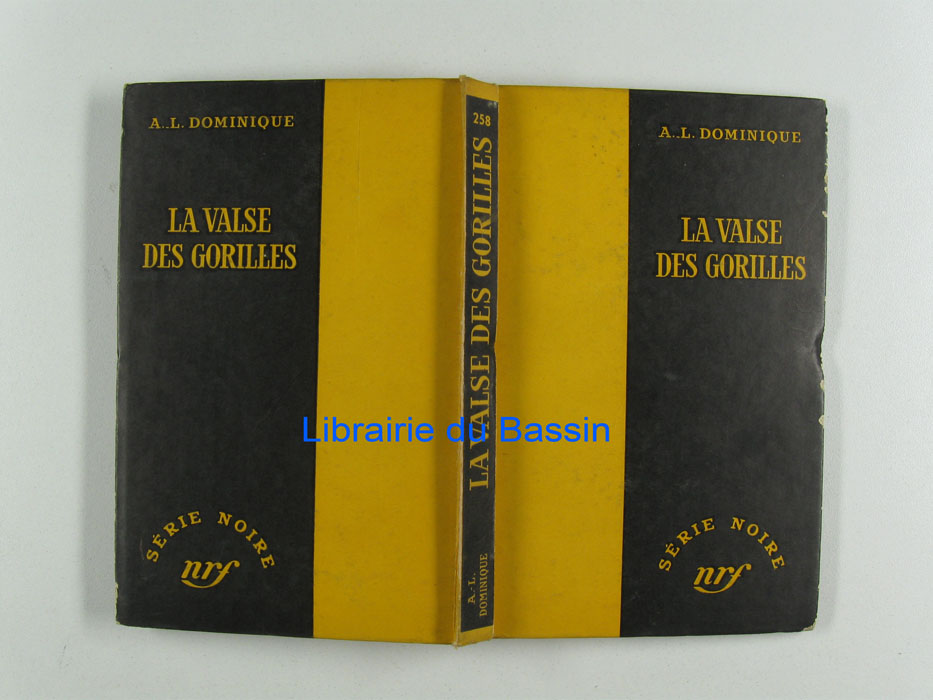 A.-L. DOMINIQUE
LA VALSE
DES GORILLES
SÉRIE NOIRE
nrf
258
LA VALSE DES GORILLES
A.-L.
DOMINIQUE
A.-L. DOMINIQUE
LA VALSE
DES GORILLES
SÉRIE NOIRE
nrf
Librairie du Bassin